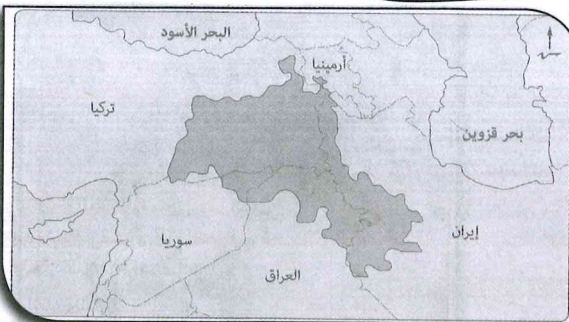 البحر الأسود
أرمينيا
تركيا
بحر قزوين
إيران
سوريا
العراق